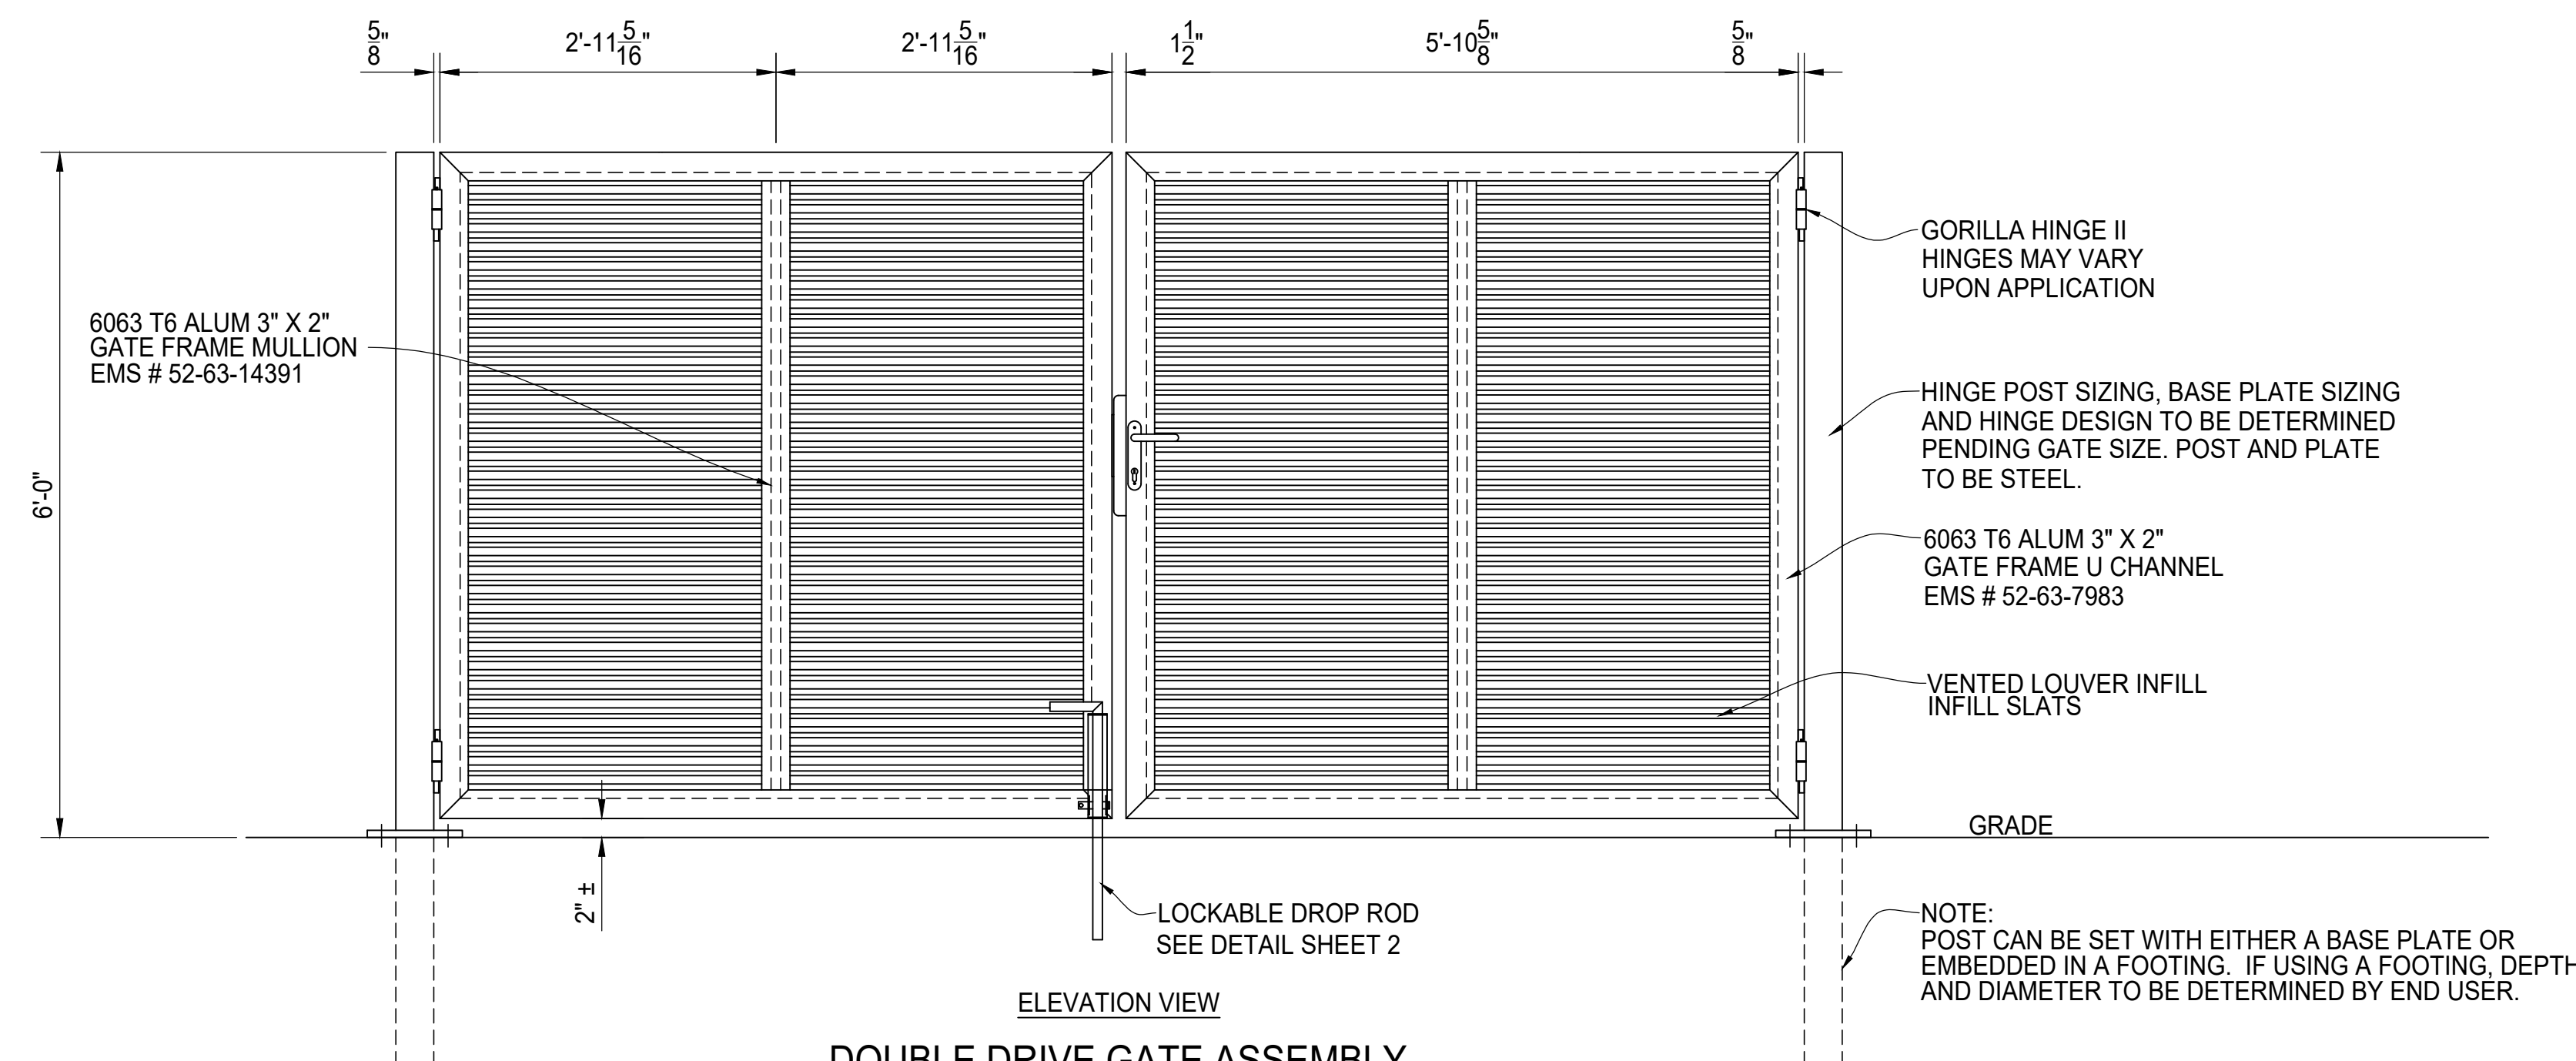 5/8" 2'-11 5/16" 2'-11 5/16" 1 1/2" 5'-10 5/8" 5/8"
6'-0"
6063 T6 ALUM 3" X 2"
GATE FRAME MULLION
EMS # 52-63-14391
GORILLA HINGE II
HINGES MAY VARY
UPON APPLICATION
HINGE POST SIZING, BASE PLATE SIZING
AND HINGE DESIGN TO BE DETERMINED
PENDING GATE SIZE. POST AND PLATE
TO BE STEEL.
6063 T6 ALUM 3" X 2"
GATE FRAME U CHANNEL
EMS # 52-63-7983
VENTED LOUVER INFILL
INFILL SLATS
GRADE
2" ±
LOCKABLE DROP ROD
SEE DETAIL SHEET 2
NOTE:
POST CAN BE SET WITH EITHER A BASE PLATE OR
EMBEDDED IN A FOOTING. IF USING A FOOTING, DEPTH
AND DIAMETER TO BE DETERMINED BY END USER.
ELEVATION VIEW
DOUBLE DRIVE GATE ASSEMBLY